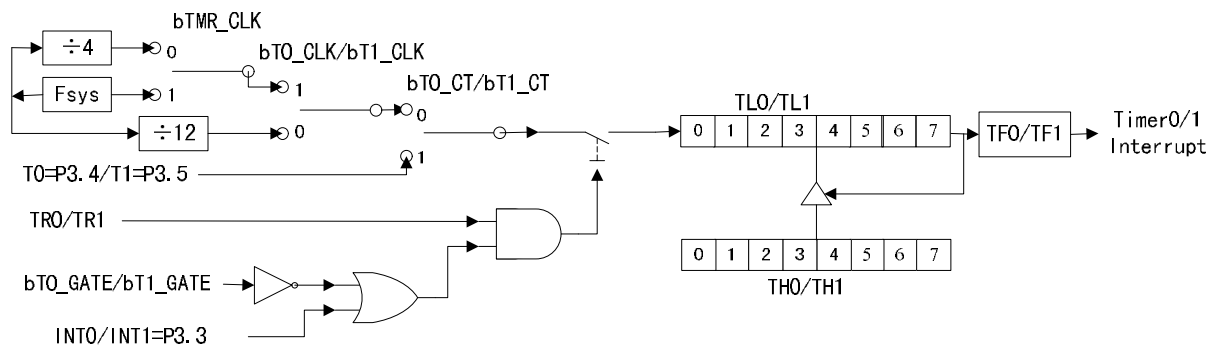 bTMR_CLK
÷4
0
bT0_CLK/bT1_CLK
Fsys
1
1
bT0_CT/bT1_CT
0
÷12
0
1
TL0/TL1
0 1 2 3 4 5 6 7
TF0/TF1
Timer0/1
Interrupt
T0=P3.4/T1=P3.5
TR0/TR1
0 1 2 3 4 5 6 7
TH0/TH1
bT0_GATE/bT1_GATE
INT0/INT1=P3.3